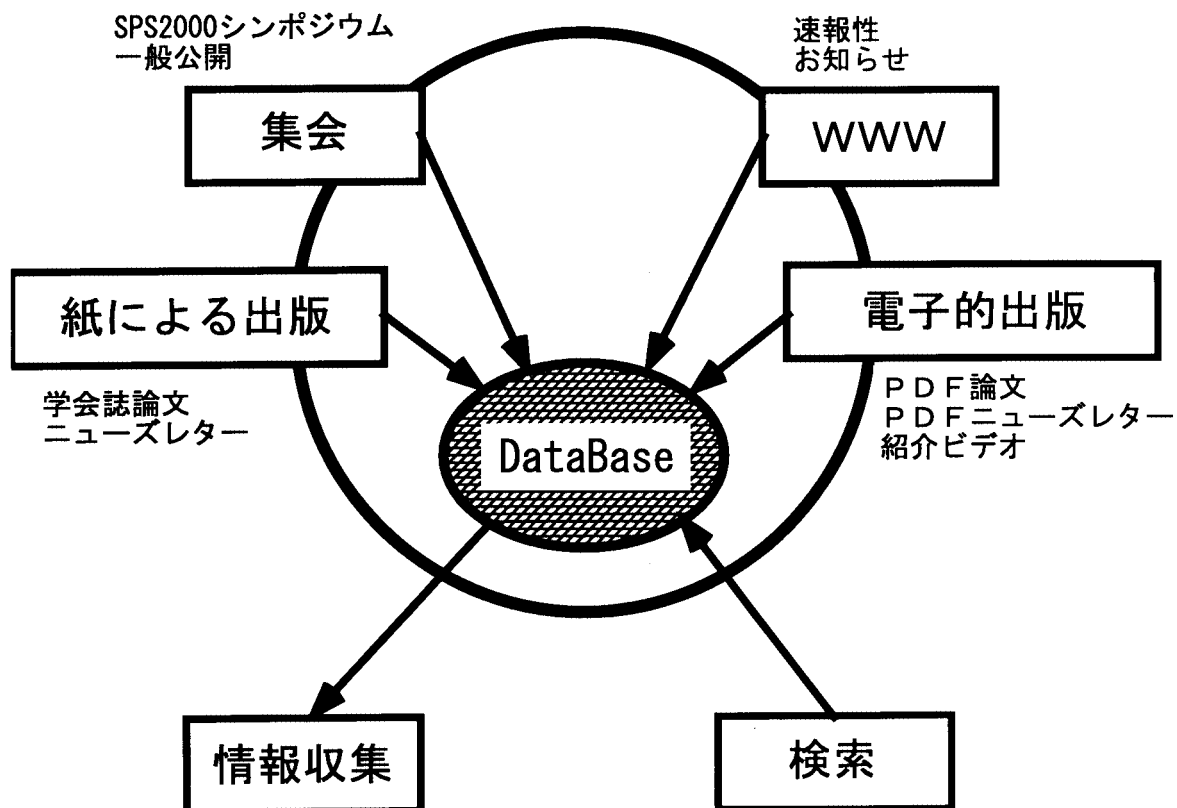 SPS2000シンポジウム
一般公開
速報性
お知らせ
集会
WWW
紙による出版
電子的出版
学会誌論文
ニューズレター
PDF論文
PDFニューズレター
紹介ビデオ
DataBase
情報収集
検索